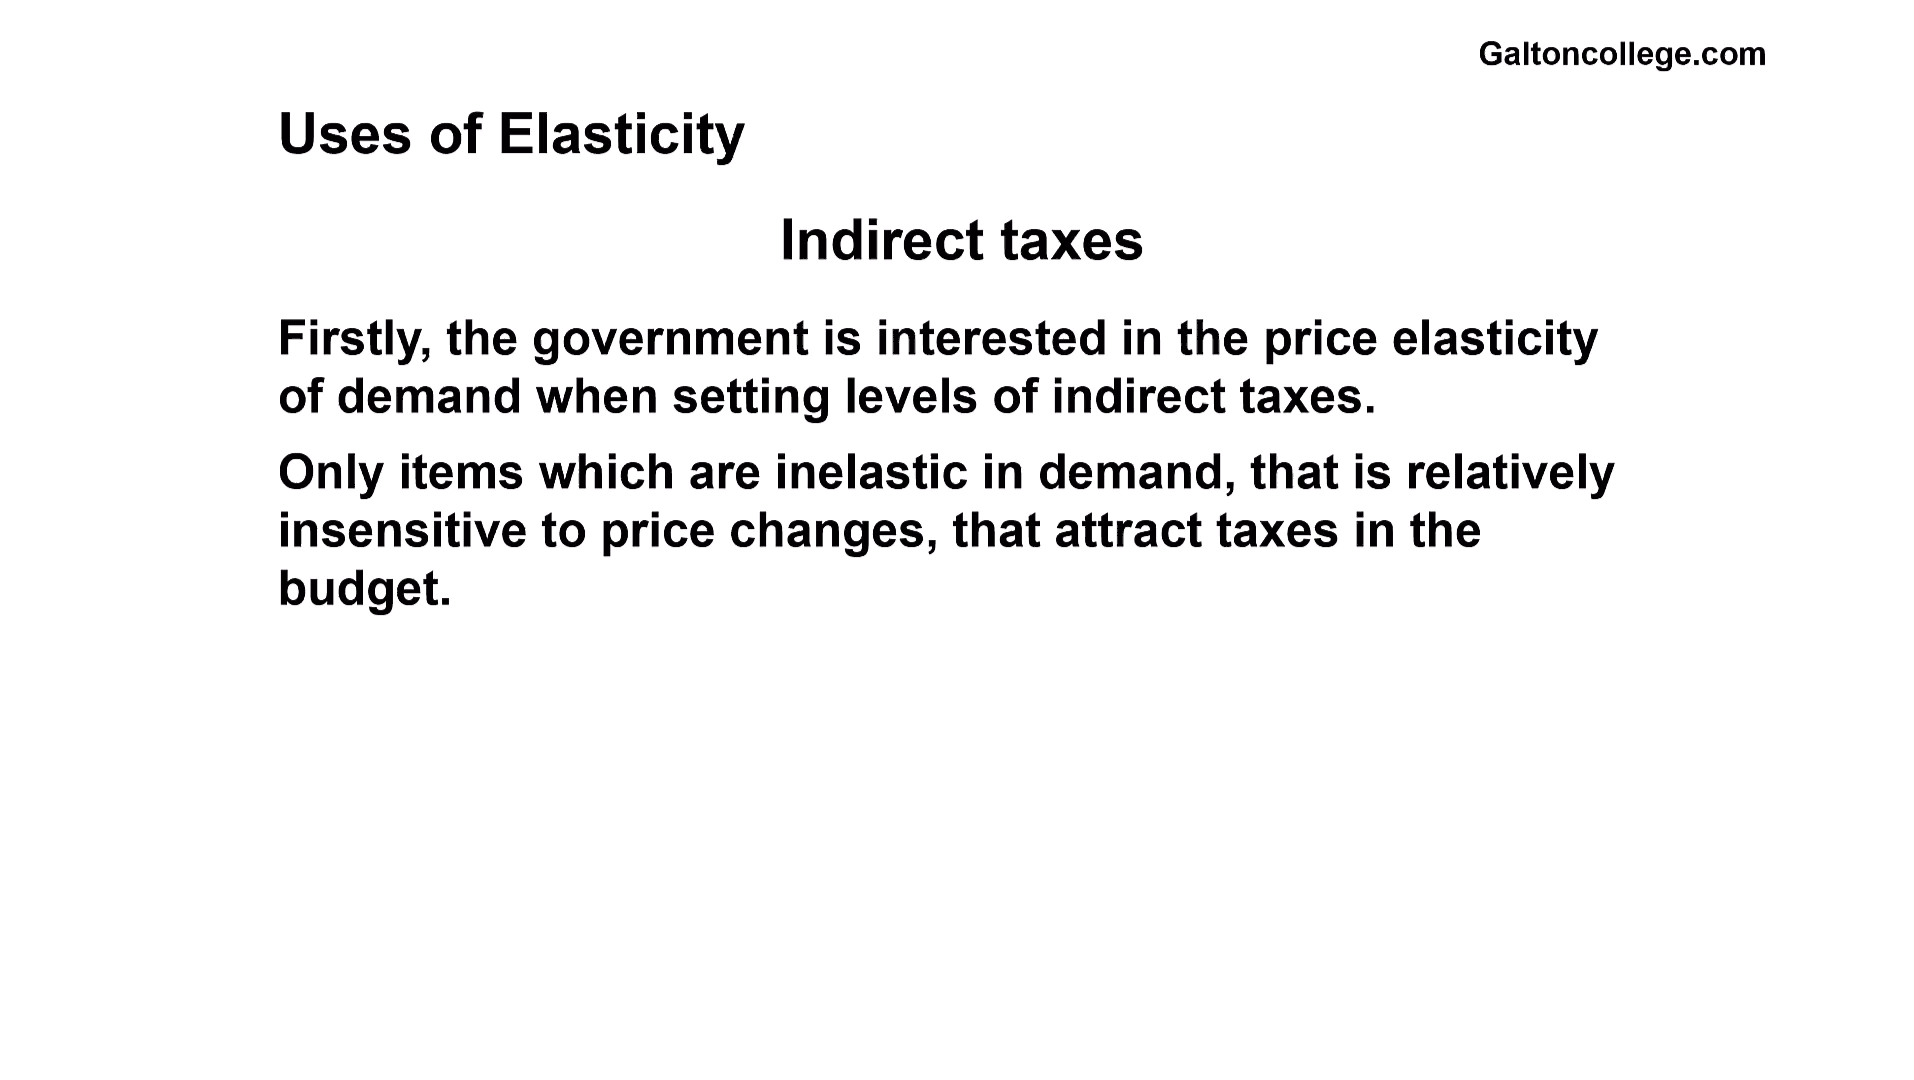 Galtoncollege.com
Uses of Elasticity
Indirect taxes
Firstly, the government is interested in the price elasticity
of demand when setting levels of indirect taxes.
Only items which are inelastic in demand, that is relatively
insensitive to price changes, that attract taxes in the
budget.